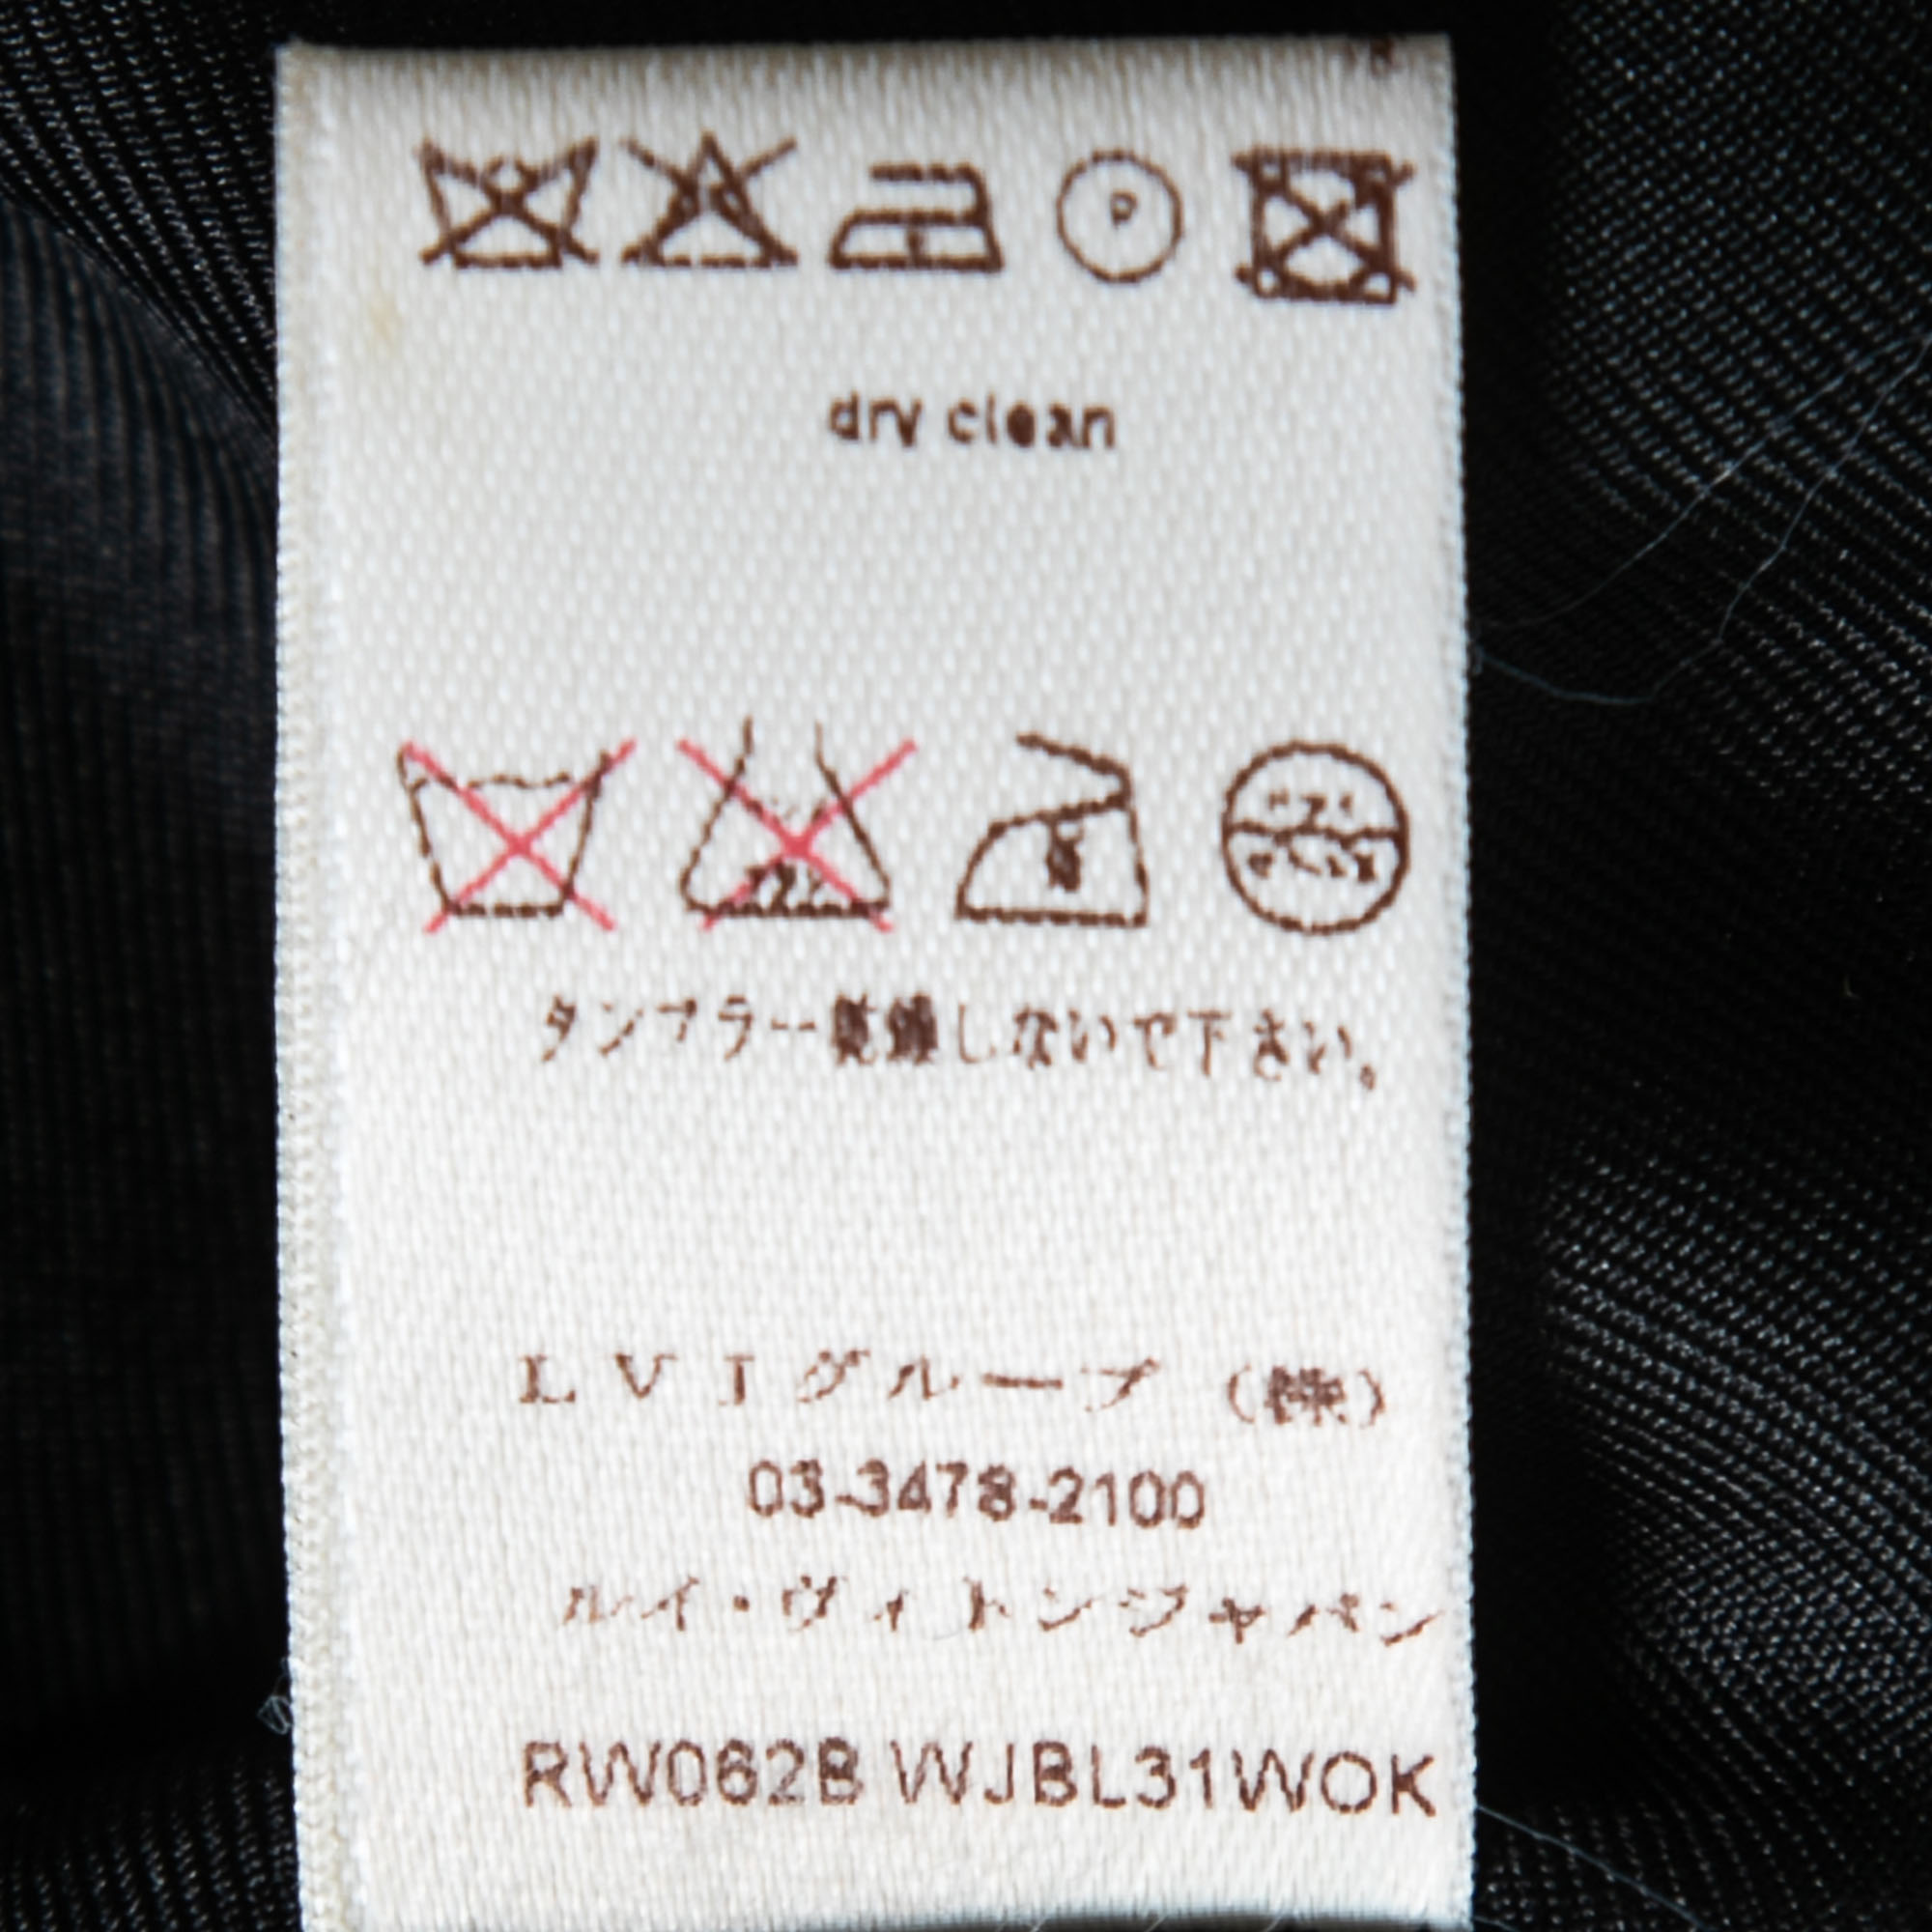 P
dry clean
タンブラー乾燥しないで下さい。
LVJグループ (株)
03-3478-2100
ルイ・ヴィトンジャパン
RW062B WJBL31WOK